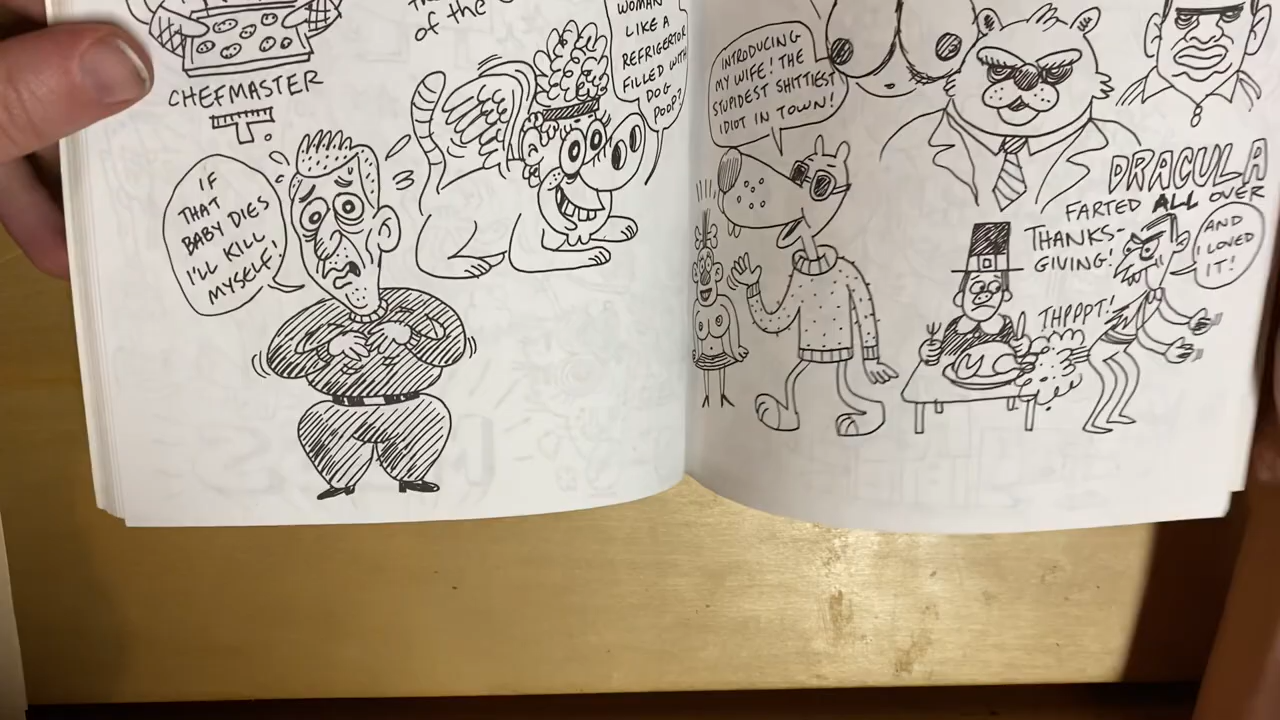 of the
CHEFMASTER
IF
THAT
BABY DIES
I'LL KILL
MYSELF!
WOMAN
LIKE A
REFRIGERTOR
FILLED WITH
DOG
POOP?
INTRODUCING
MY WIFE! THE
STUPIDEST SHITTIEST
IDIOT IN TOWN!
DRACULA
FARTED ALL OVER
THANKS-
GIVING!
AND
I LOVED
IT!
THPPPT!